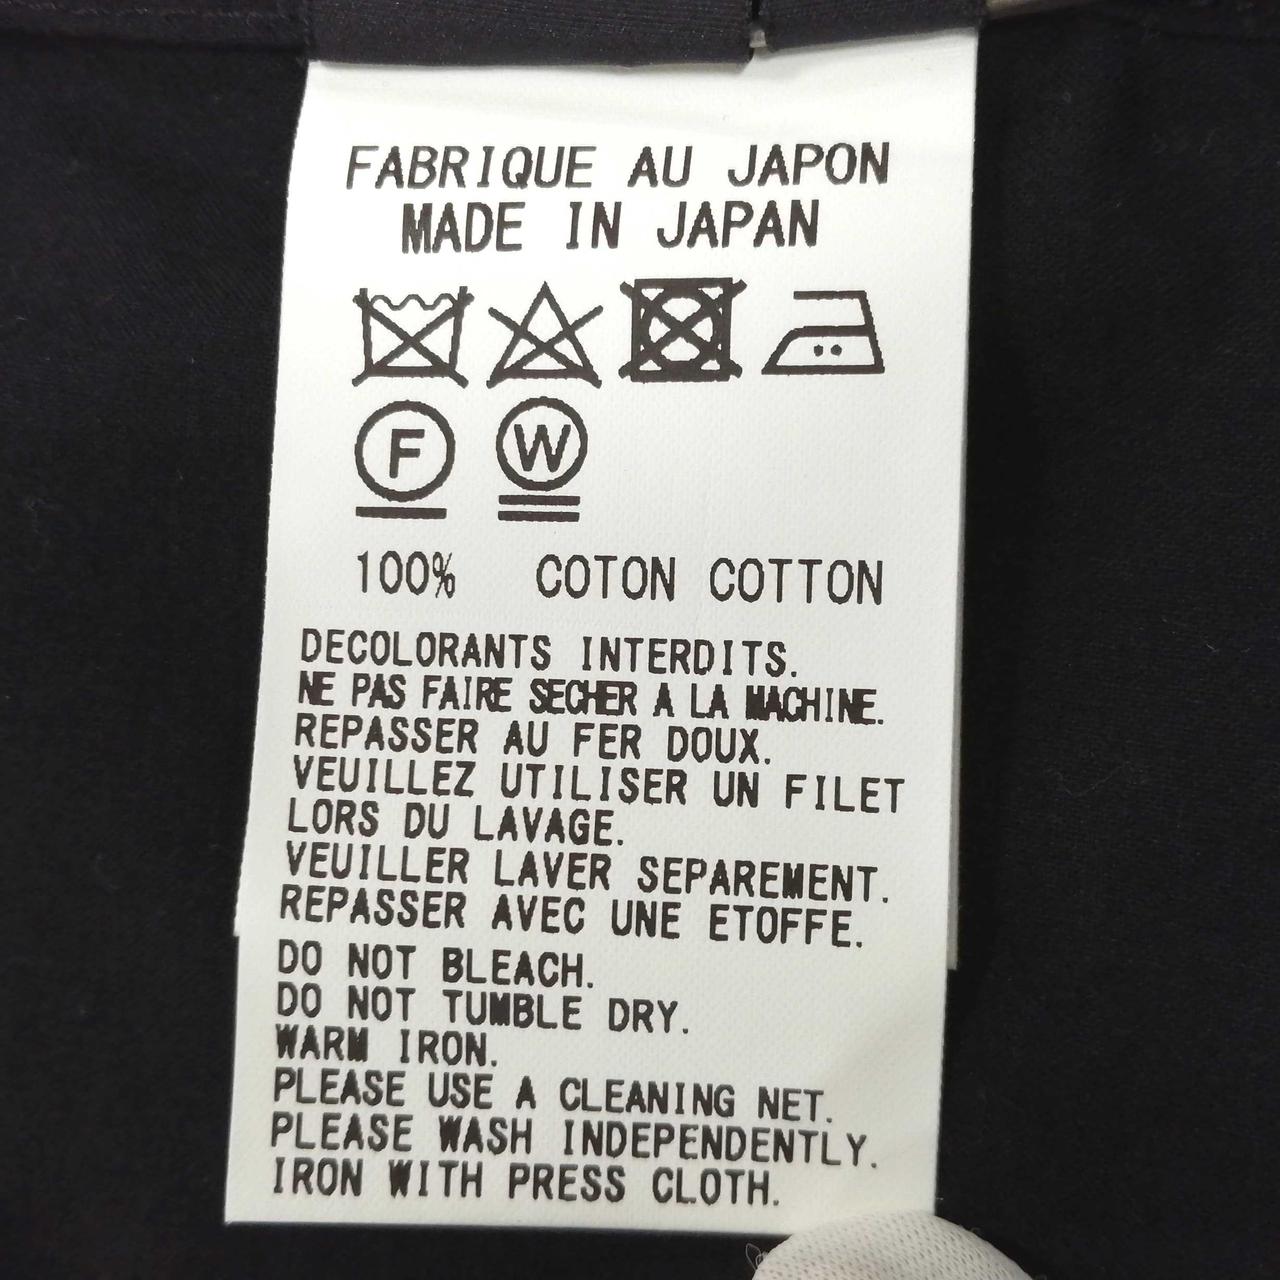 FABRIQUE AU JAPON
MADE IN JAPAN
F
W
100% COTON COTTON
DECOLORANTS INTERDITS.
NE PAS FAIRE SECHER A LA MACHINE.
REPASSER AU FER DOUX.
VEUILLEZ UTILISER UN FILET
LORS DU LAVAGE.
VEUILLER LAVER SEPAREMENT.
REPASSER AVEC UNE ETOFFE.
DO NOT BLEACH.
DO NOT TUMBLE DRY.
WARM IRON.
PLEASE USE A CLEANING NET.
PLEASE WASH INDEPENDENTLY.
IRON WITH PRESS CLOTH.